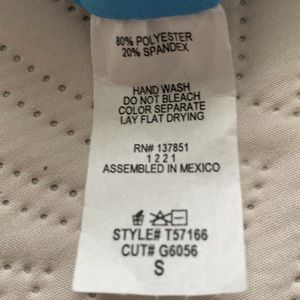 80% POLYESTER
20% SPANDEX
HAND WASH
DO NOT BLEACH
COLOR SEPARATE
LAY FLAT DRYING
RN# 137851
1221
ASSEMBLED IN MEXICO
STYLE# T57166
CUT# G6056
S